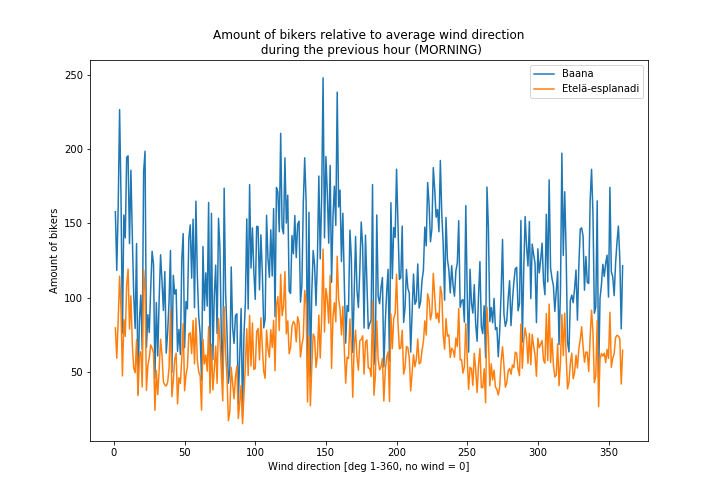 Amount of bikers relative to average wind direction
during the previous hour (MORNING)
Baana
Etelä-esplanadi
250
200
150
100
50
Amount of bikers
0 50 100 150 200 250 300 350
Wind direction [deg 1-360, no wind = 0]